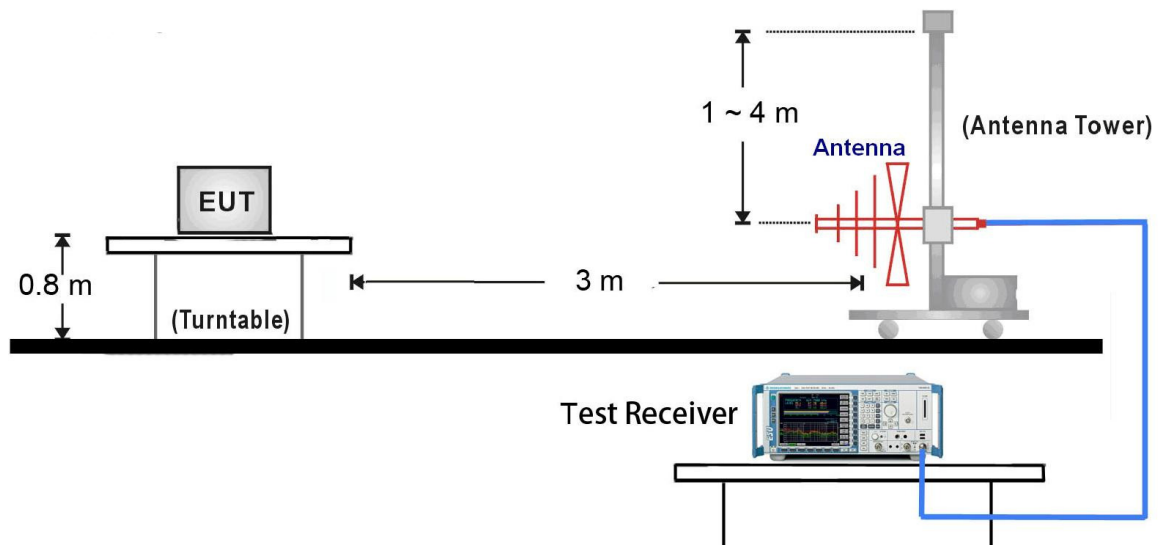 1 ~ 4 m
(Antenna Tower)
Antenna
EUT
0.8 m
3 m
(Turntable)
Test Receiver